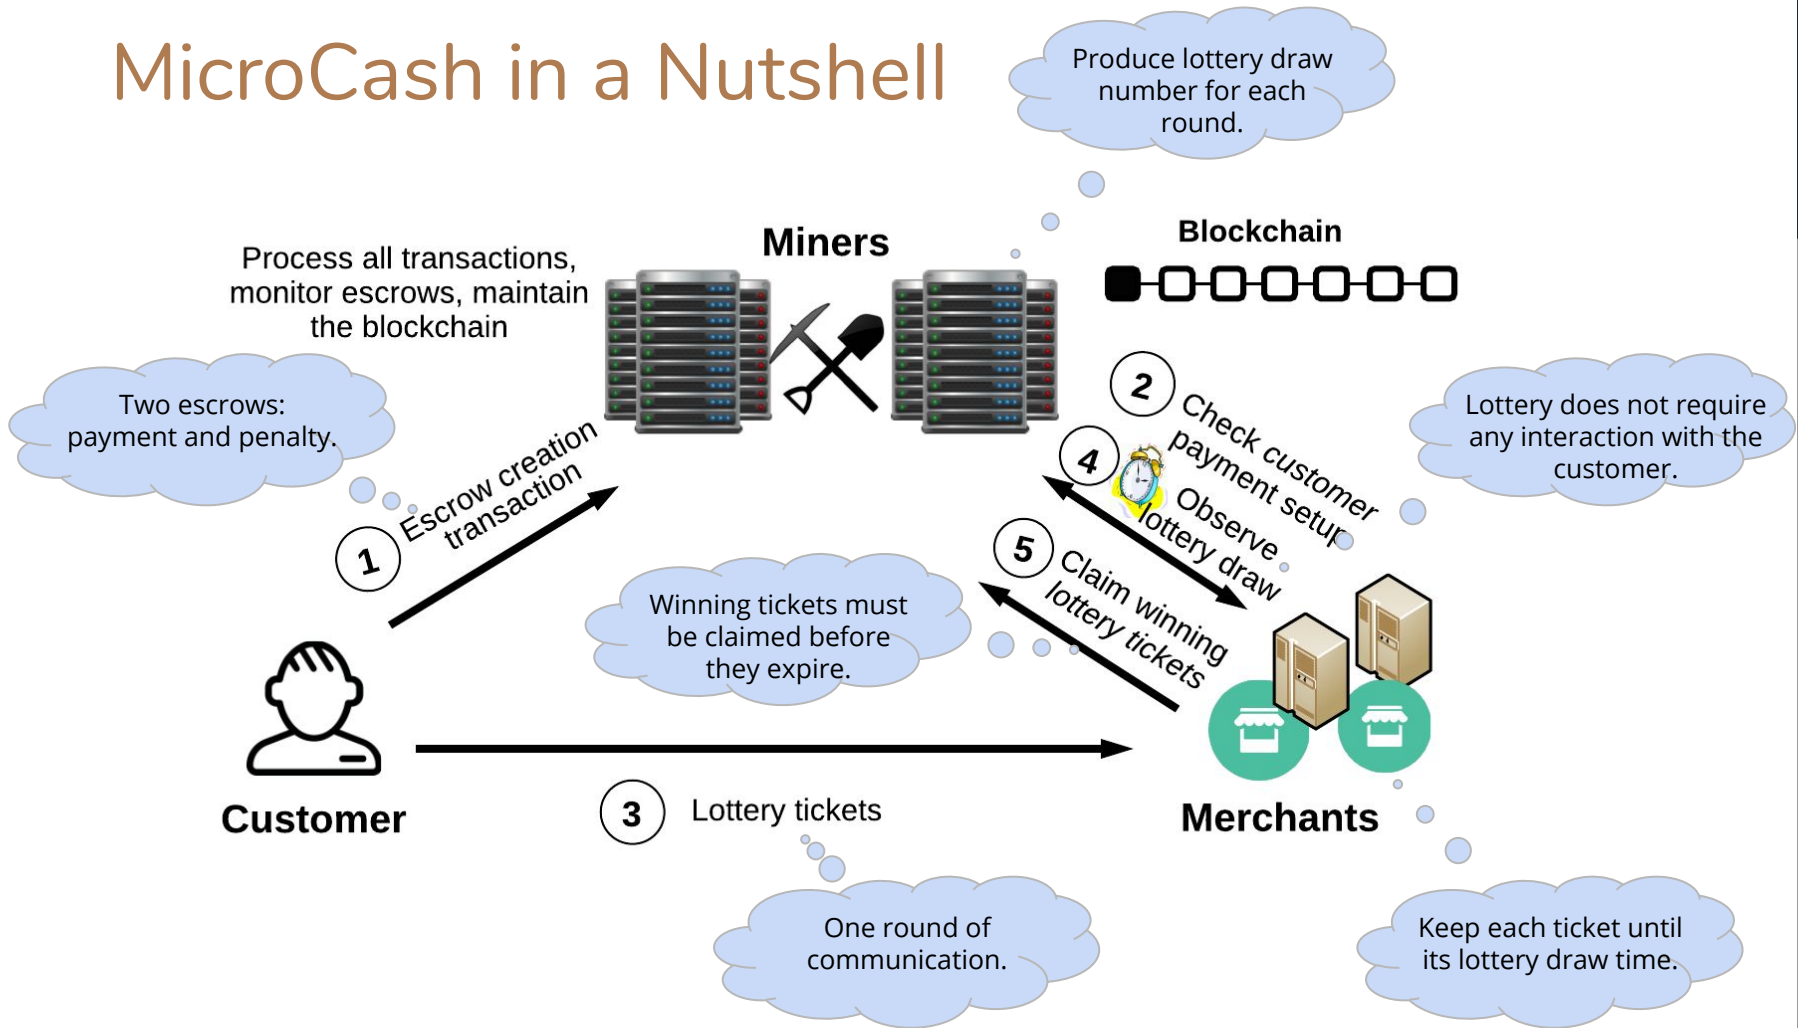 MicroCash in a Nutshell
Produce lottery draw
number for each
round.
Miners
Blockchain
Process all transactions,
monitor escrows, maintain
the blockchain
Two escrows:
payment and penalty.
1
Escrow creation
transaction
2
Check customer
payment setup
Lottery does not require
any interaction with the
customer.
4
Observe
lottery draw
5
Claim winning
lottery tickets
Winning tickets must
be claimed before
they expire.
Customer
3
Lottery tickets
Merchants
One round of
communication.
Keep each ticket until
its lottery draw time.